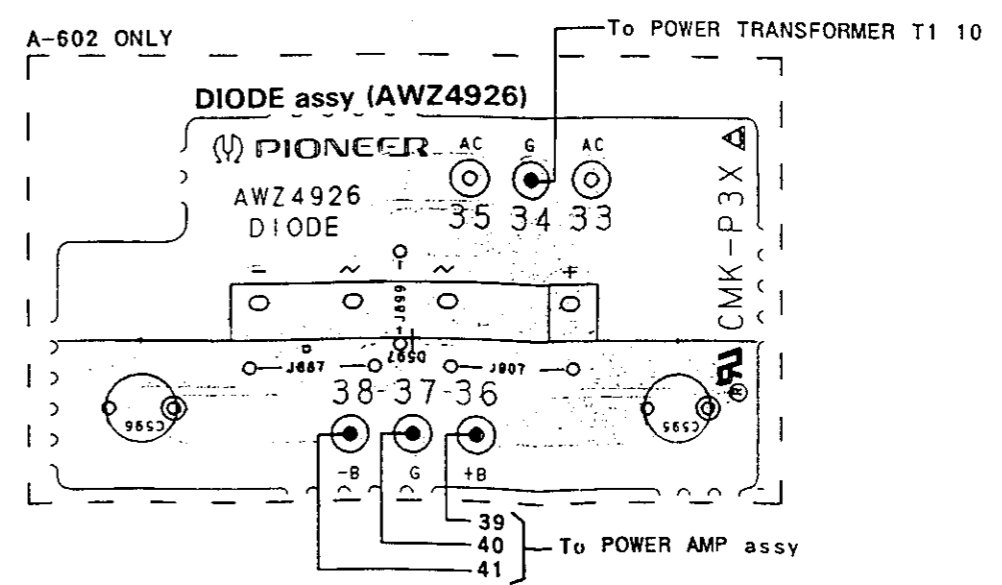 To POWER TRANSFORMER T1 10
A-602 ONLY
DIODE assy (AWZ4926)
PIONEER
AC G AC
35 34 33
AWZ4926
DIODE
CMK-P3X
- ~ ~ +
J899
D597
J887 J807
38-37-36
C596
C595
-B G +B
39
40
41
To POWER AMP assy